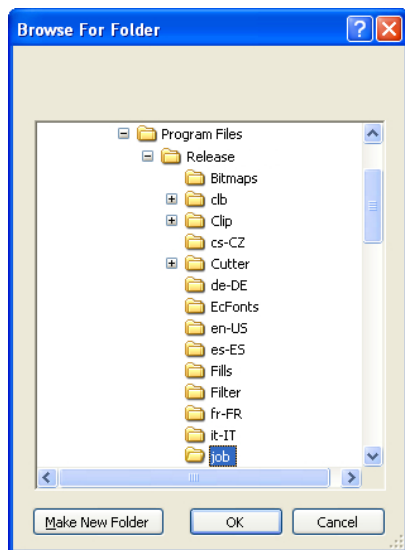 Browse For Folder
Program Files
Release
Bitmaps
clb
Clip
cs-CZ
Cutter
de-DE
EcFonts
en-US
es-ES
Fills
Filter
fr-FR
it-IT
job
Make New Folder
OK
Cancel